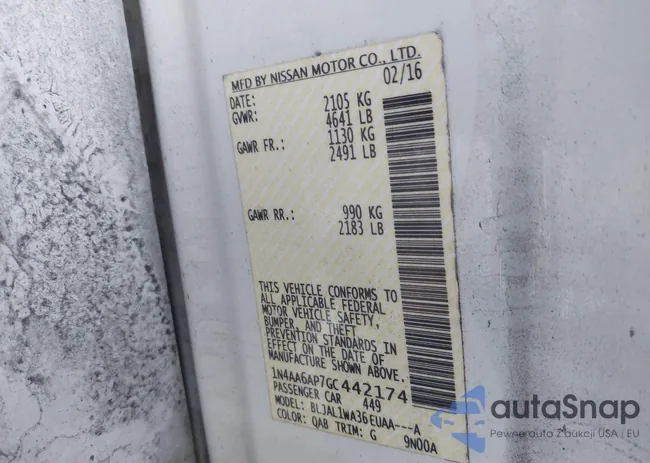 MFD BY NISSAN MOTOR CO., LTD.
DATE: 02/16
GVWR: 2105 KG
4641 LB
GAWR FR.: 1130 KG
2491 LB
GAWR RR.: 990 KG
2183 LB
THIS VEHICLE CONFORMS TO
ALL APPLICABLE FEDERAL
MOTOR VEHICLE SAFETY,
BUMPER, AND THEFT
PREVENTION STANDARDS IN
EFFECT ON THE DATE OF
MANUFACTURE SHOWN ABOVE.
1N4AA6AP7GC442174
PASSENGER CAR 449
MODEL: BLJAL1WA36EUAA---A
COLOR: QAB TRIM: G 9N00A
autaSnap
Pewne auto z aukcji USA i EU